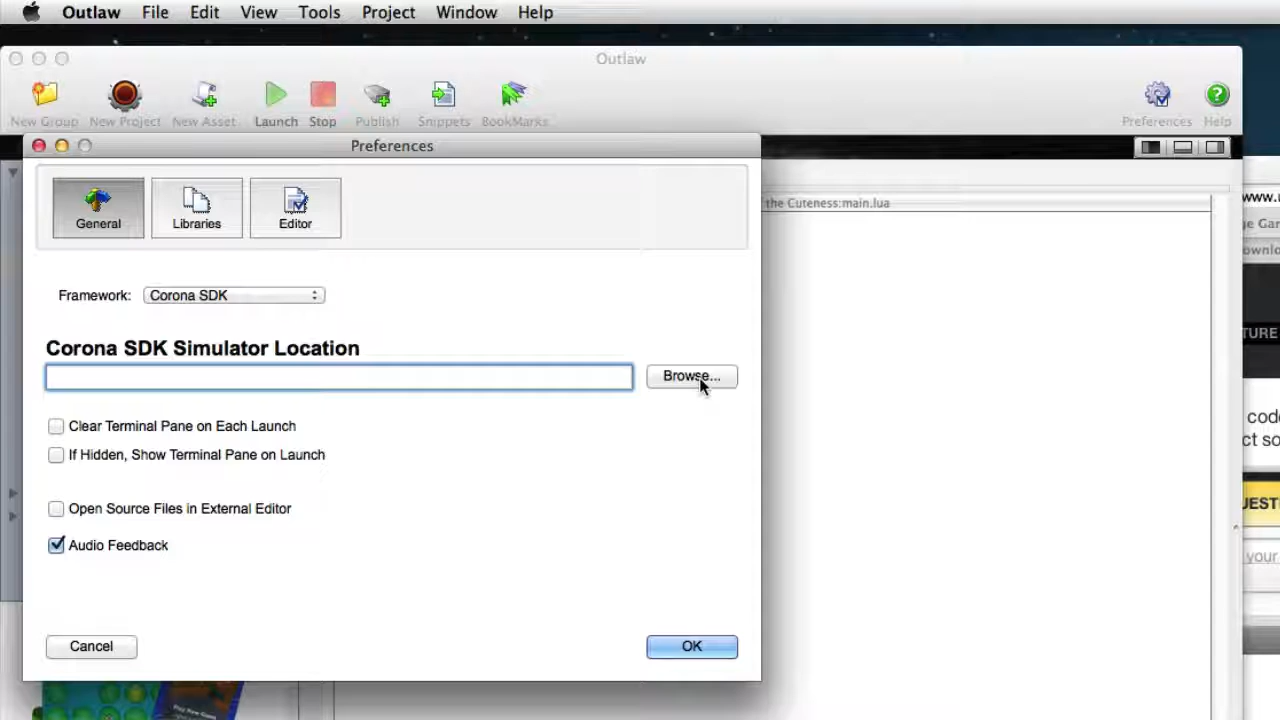 Outlaw File Edit View Tools Project Window Help
Outlaw
New Group New Project New Asset Launch Stop Publish Snippets BookMarks Preferences Help
Preferences
General Libraries Editor
the Cuteness:main.lua
www.
Framework: Corona SDK
Corona SDK Simulator Location
Browse...
Clear Terminal Pane on Each Launch
If Hidden, Show Terminal Pane on Launch
Open Source Files in External Editor
Audio Feedback
your
Cancel OK